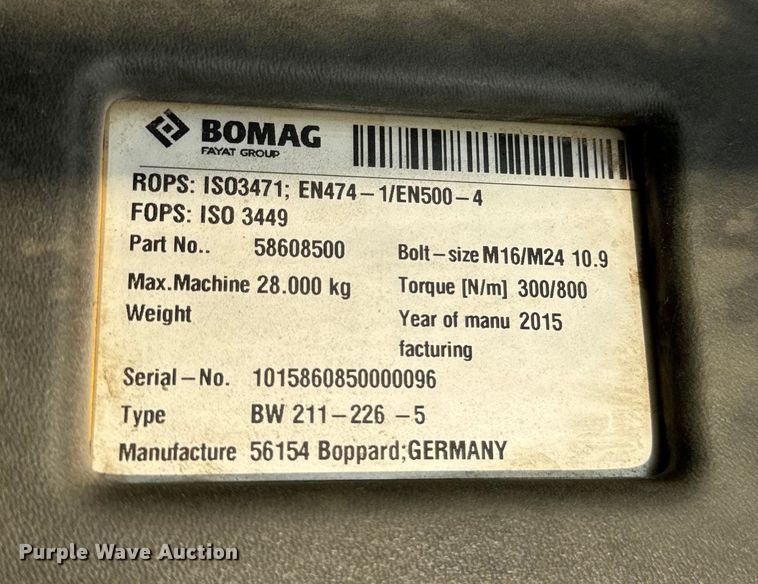 BOMAG
FAYAT GROUP
ROPS: ISO3471; EN474-1/EN500-4
FOPS: ISO 3449
Part No.. 58608500
Bolt-size M16/M24 10.9
Max.Machine 28.000 kg
Weight
Torque [N/m] 300/800
Year of manu 2015
facturing
Serial-No. 1015860850000096
Type BW 211-226 -5
Manufacture 56154 Boppard;GERMANY
Purple Wave Auction